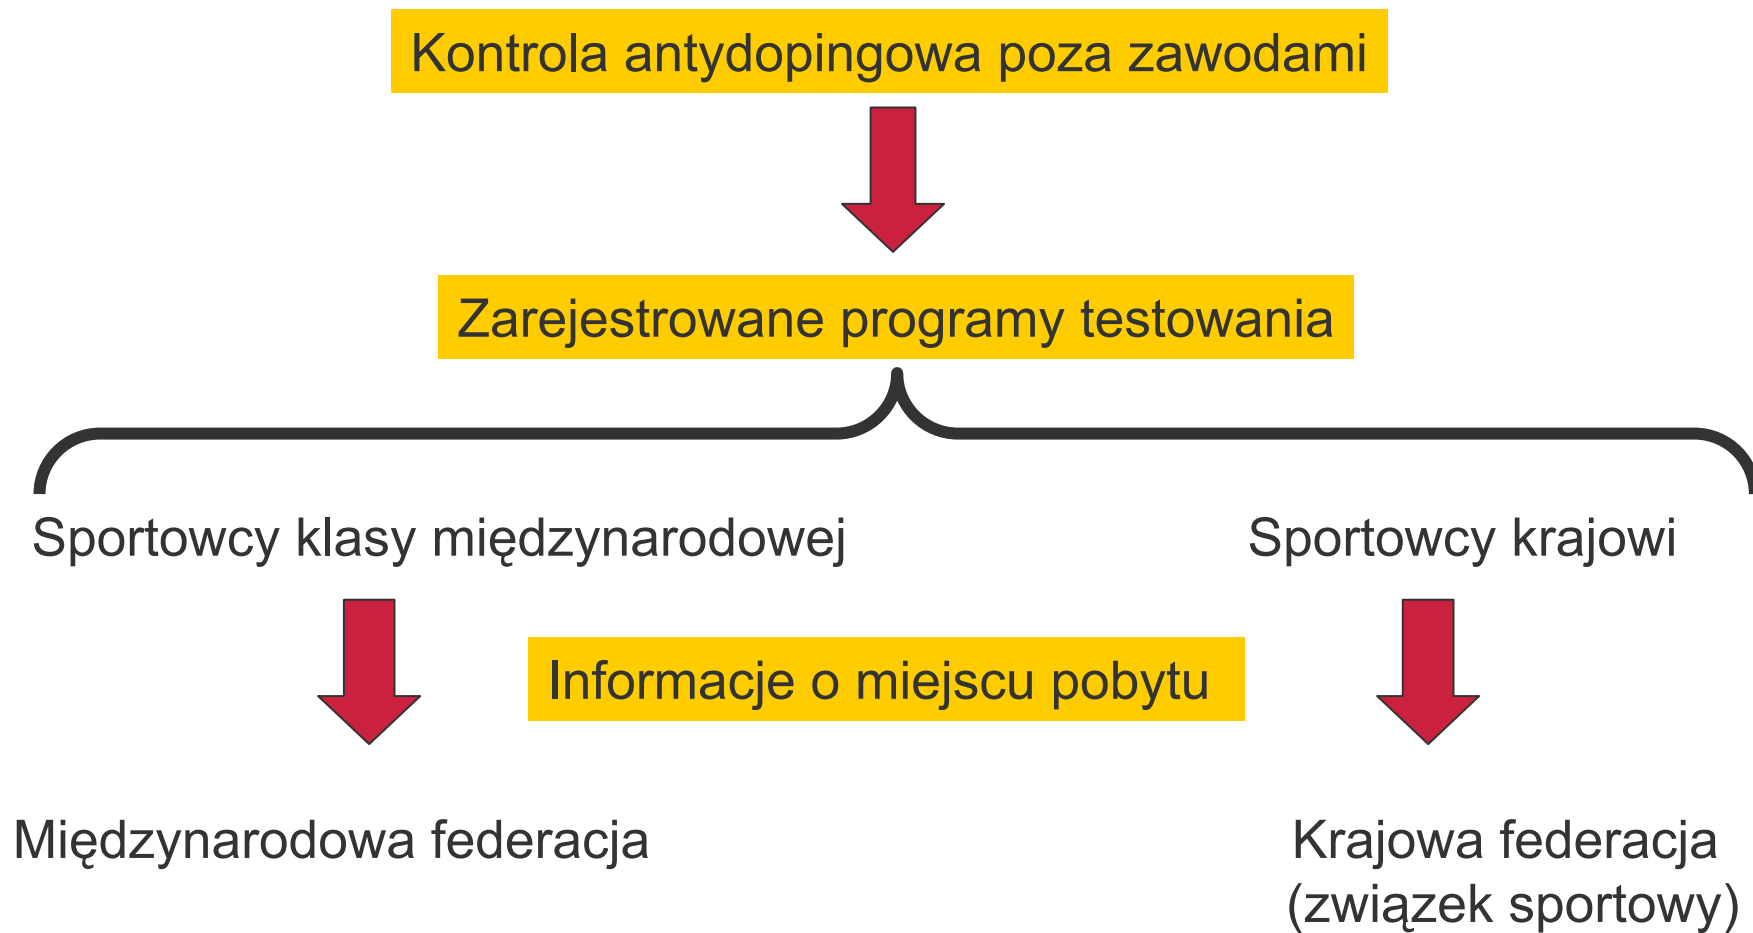 Kontrola antydopingowa poza zawodami
Zarejestrowane programy testowania
Sportowcy klasy międzynarodowej
Sportowcy krajowi
Informacje o miejscu pobytu
Międzynarodowa federacja
Krajowa federacja
(związek sportowy)